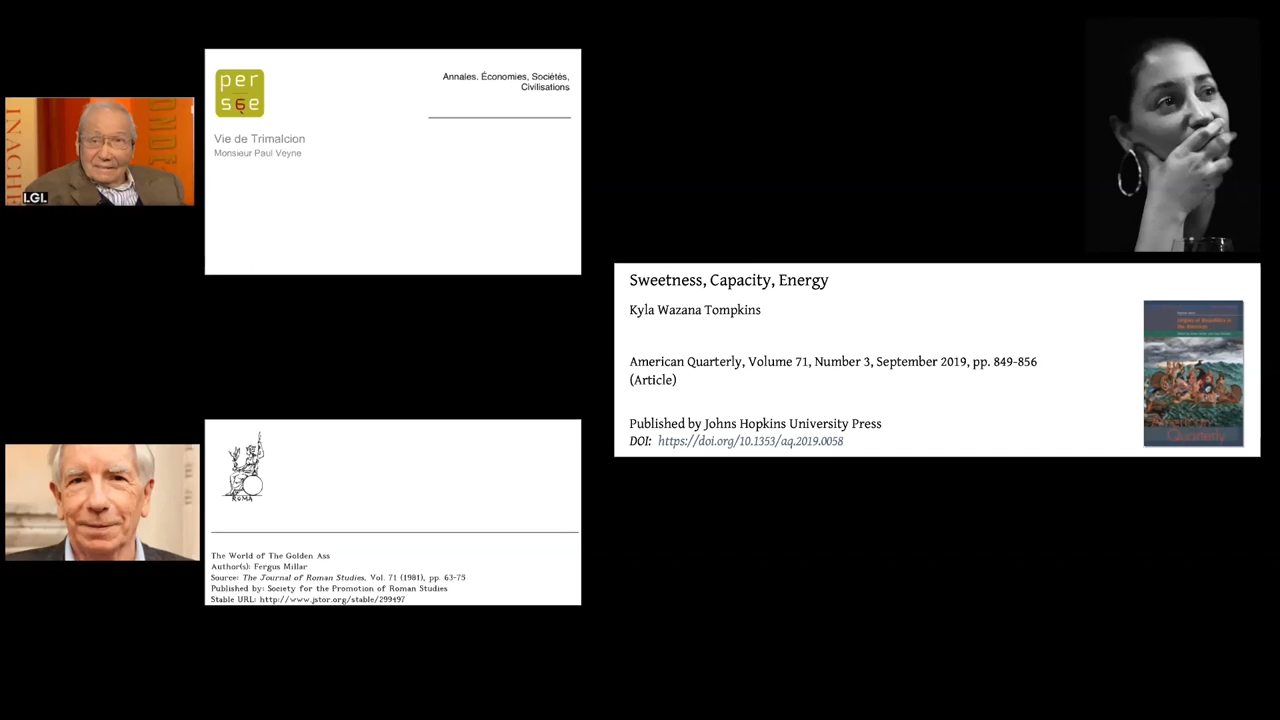 INACHE
ONDE
LGL
per
sée
Annales. Économies, Sociétés,
Civilisations
Vie de Trimalcion
Monsieur Paul Veyne
Sweetness, Capacity, Energy
Kyla Wazana Tompkins
American Quarterly, Volume 71, Number 3, September 2019, pp. 849-856
(Article)
Published by Johns Hopkins University Press
DOI: https://doi.org/10.1353/aq.2019.0058
American
Quarterly
ROMA
The World of The Golden Ass
Author(s): Fergus Millar
Source: The Journal of Roman Studies, Vol. 71 (1981), pp. 63-75
Published by: Society for the Promotion of Roman Studies
Stable URL: http://www.jstor.org/stable/299497